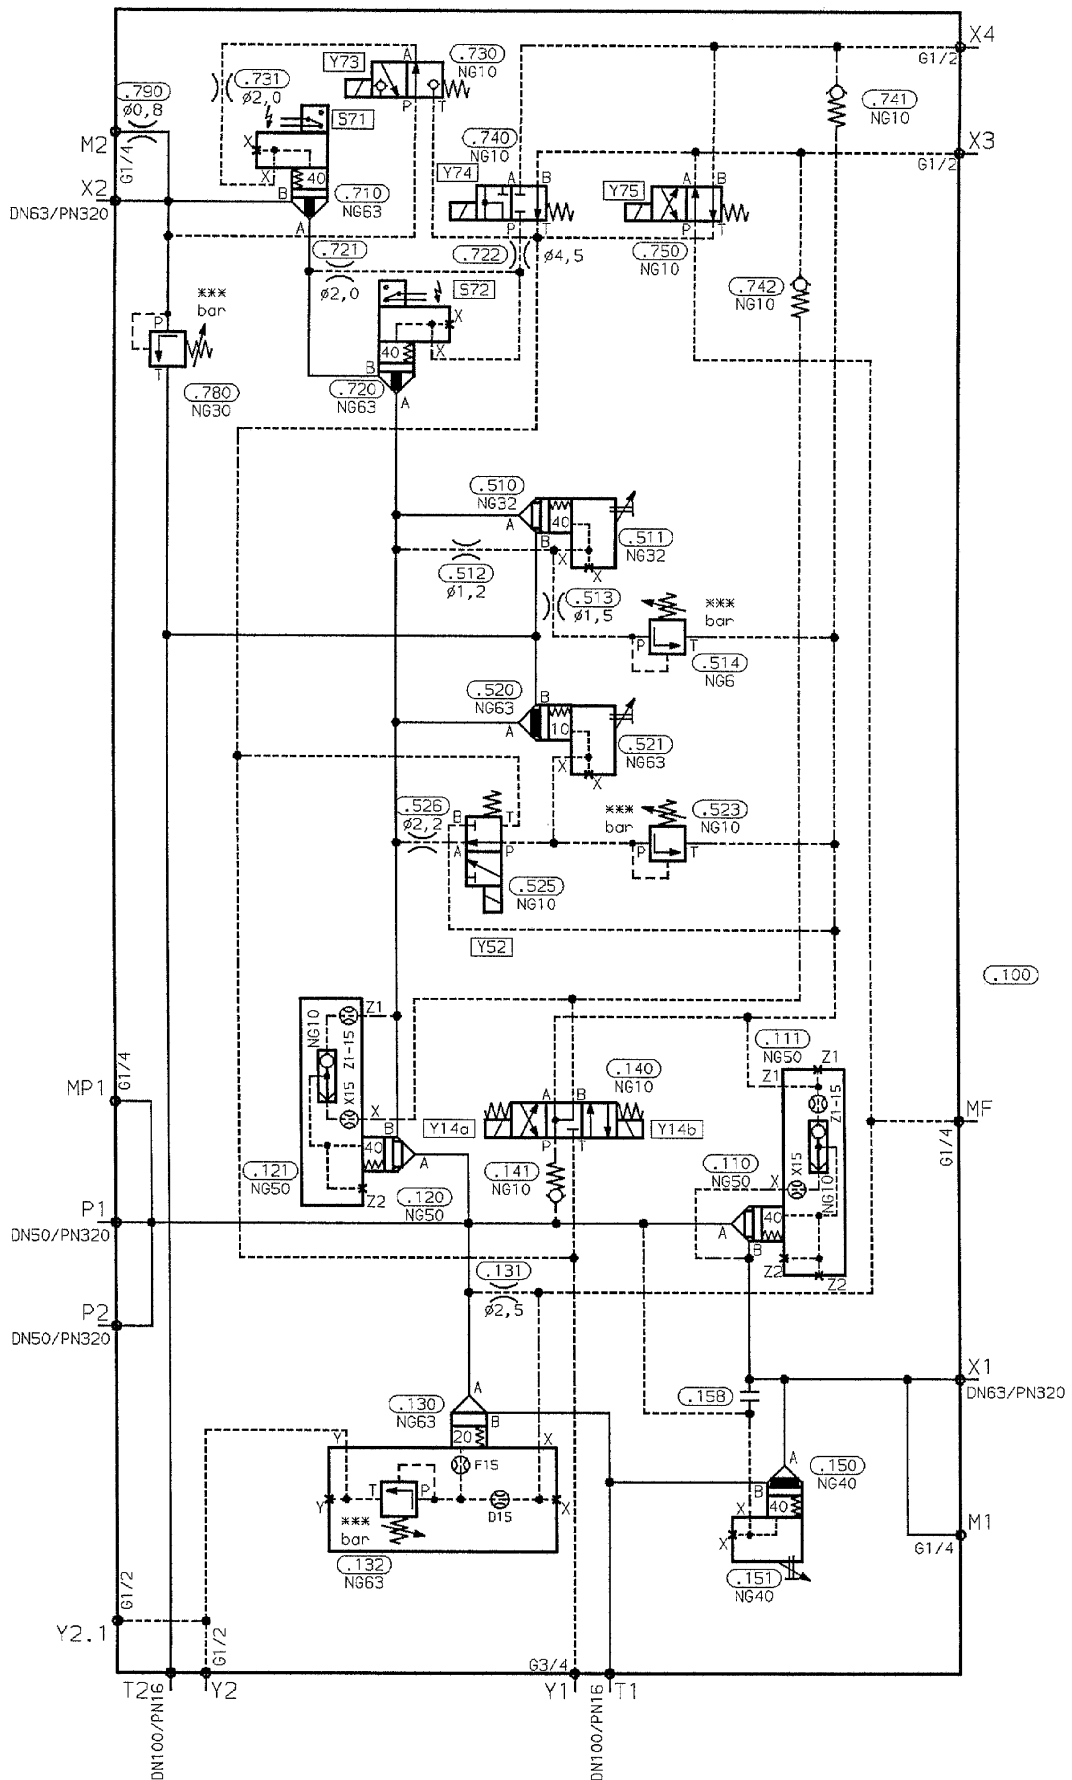 X4
G1/2
Y73
.730
NG10
A
P
T
.731
ø2,0
.790
ø0,8
S71
M2
G1/4
X
X
40
B
.710
NG63
A
.741
NG10
X3
G1/2
.740
NG10
Y74
A
B
P
T
Y75
A
B
P
T
X2
DN63/PN320
.721
ø2,0
.722
ø4,5
.750
NG10
.742
NG10
S72
X
X
40
B
.720
NG63
A
***
bar
P
T
.780
NG30
.510
NG32
A
40
B
X
X
.511
NG32
.512
ø1,2
.513
ø1,5
***
bar
P
T
.514
NG6
.520
NG63
B
A
10
X
X
.521
NG63
.526
ø2,2
B
T
A
P
***
bar
P
T
.523
NG10
.525
NG10
Y52
.100
NG10
Z1
Z1-15
X15
X
B
40
A
Z2
.121
NG50
.120
NG50
.111
NG50
Z1
Z1
Z1-15
.140
NG10
A
B
Y14a
Y14b
P
T
.141
NG10
.110
NG50
X
X15
NG10
40
A
B
Z2
Z2
MP1
G1/4
MF
G1/4
P1
DN50/PN320
P2
DN50/PN320
.131
ø2,5
X1
DN63/PN320
.158
A
.130
NG63
B
20
Y
X
F15
T
P
D15
Y
X
***
bar
.132
NG63
A
.150
NG40
B
40
X
X
.151
NG40
M1
G1/4
G1/2
Y2.1
G1/2
T2
DN100/PN16
Y2
G3/4
Y1
DN100/PN16
T1